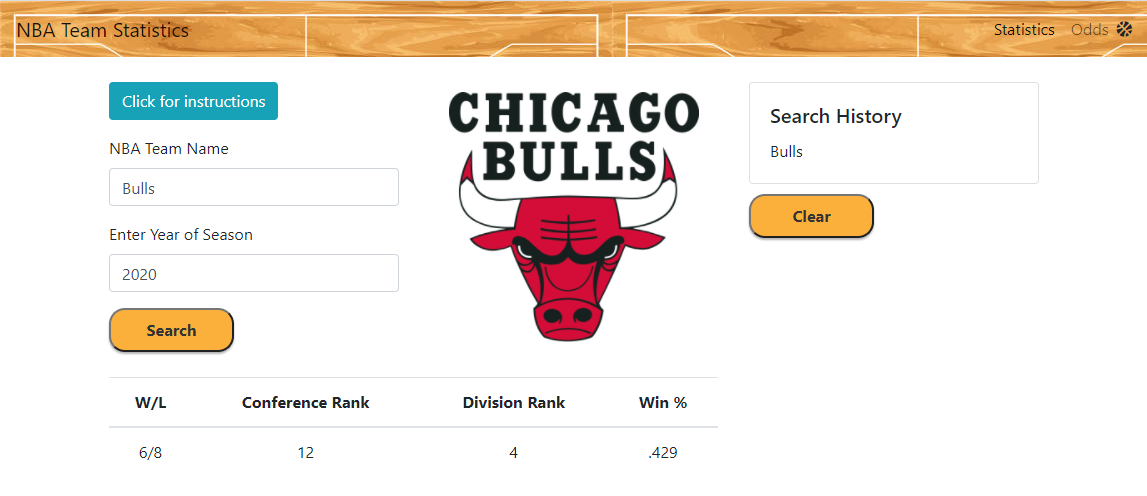 NBA Team Statistics
Statistics Odds
Click for instructions
NBA Team Name
Bulls
Enter Year of Season
2020
Search
CHICAGO
BULLS
Search History
Bulls
Clear
W/L Conference Rank Division Rank Win %
6/8 12 4 .429